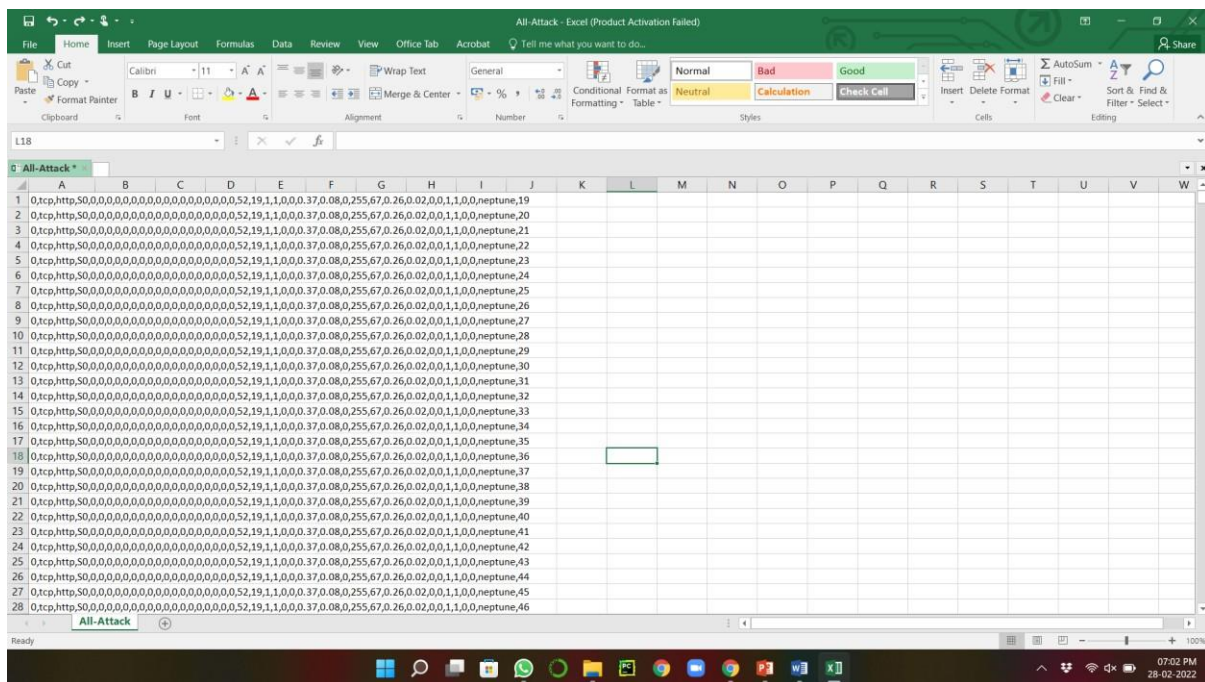 All-Attack - Excel (Product Activation Failed)
File Home Insert Page Layout Formulas Data Review View Office Tab Acrobat Tell me what you want to do... Share
Paste
Cut
Copy
Format Painter
Clipboard
Calibri 11
B I U
Font
Wrap Text
Merge & Center
Alignment
General
Number
Conditional Formatting
Format as Table
Normal Bad Good
Neutral Calculation Check Cell
Styles
Insert Delete Format
Cells
AutoSum
Fill
Clear
Sort & Filter
Find & Select
Editing
L18 fx
All-Attack *
A B C D E F G H I J K L M N O P Q R S T U V W
1 0,tcp,http,S0,0,0,0,0,0,0,0,0,0,0,0,0,0,0,0,0,0,0,52,19,1,1,0,0,0.37,0.08,0,255,67,0.26,0.02,0,0,1,1,0,0,neptune,19
2 0,tcp,http,S0,0,0,0,0,0,0,0,0,0,0,0,0,0,0,0,0,0,0,52,19,1,1,0,0,0.37,0.08,0,255,67,0.26,0.02,0,0,1,1,0,0,neptune,20
3 0,tcp,http,S0,0,0,0,0,0,0,0,0,0,0,0,0,0,0,0,0,0,0,52,19,1,1,0,0,0.37,0.08,0,255,67,0.26,0.02,0,0,1,1,0,0,neptune,21
4 0,tcp,http,S0,0,0,0,0,0,0,0,0,0,0,0,0,0,0,0,0,0,0,52,19,1,1,0,0,0.37,0.08,0,255,67,0.26,0.02,0,0,1,1,0,0,neptune,22
5 0,tcp,http,S0,0,0,0,0,0,0,0,0,0,0,0,0,0,0,0,0,0,0,52,19,1,1,0,0,0.37,0.08,0,255,67,0.26,0.02,0,0,1,1,0,0,neptune,23
6 0,tcp,http,S0,0,0,0,0,0,0,0,0,0,0,0,0,0,0,0,0,0,0,52,19,1,1,0,0,0.37,0.08,0,255,67,0.26,0.02,0,0,1,1,0,0,neptune,24
7 0,tcp,http,S0,0,0,0,0,0,0,0,0,0,0,0,0,0,0,0,0,0,0,52,19,1,1,0,0,0.37,0.08,0,255,67,0.26,0.02,0,0,1,1,0,0,neptune,25
8 0,tcp,http,S0,0,0,0,0,0,0,0,0,0,0,0,0,0,0,0,0,0,0,52,19,1,1,0,0,0.37,0.08,0,255,67,0.26,0.02,0,0,1,1,0,0,neptune,26
9 0,tcp,http,S0,0,0,0,0,0,0,0,0,0,0,0,0,0,0,0,0,0,0,52,19,1,1,0,0,0.37,0.08,0,255,67,0.26,0.02,0,0,1,1,0,0,neptune,27
10 0,tcp,http,S0,0,0,0,0,0,0,0,0,0,0,0,0,0,0,0,0,0,0,52,19,1,1,0,0,0.37,0.08,0,255,67,0.26,0.02,0,0,1,1,0,0,neptune,28
11 0,tcp,http,S0,0,0,0,0,0,0,0,0,0,0,0,0,0,0,0,0,0,0,52,19,1,1,0,0,0.37,0.08,0,255,67,0.26,0.02,0,0,1,1,0,0,neptune,29
12 0,tcp,http,S0,0,0,0,0,0,0,0,0,0,0,0,0,0,0,0,0,0,0,52,19,1,1,0,0,0.37,0.08,0,255,67,0.26,0.02,0,0,1,1,0,0,neptune,30
13 0,tcp,http,S0,0,0,0,0,0,0,0,0,0,0,0,0,0,0,0,0,0,0,52,19,1,1,0,0,0.37,0.08,0,255,67,0.26,0.02,0,0,1,1,0,0,neptune,31
14 0,tcp,http,S0,0,0,0,0,0,0,0,0,0,0,0,0,0,0,0,0,0,0,52,19,1,1,0,0,0.37,0.08,0,255,67,0.26,0.02,0,0,1,1,0,0,neptune,32
15 0,tcp,http,S0,0,0,0,0,0,0,0,0,0,0,0,0,0,0,0,0,0,0,52,19,1,1,0,0,0.37,0.08,0,255,67,0.26,0.02,0,0,1,1,0,0,neptune,33
16 0,tcp,http,S0,0,0,0,0,0,0,0,0,0,0,0,0,0,0,0,0,0,0,52,19,1,1,0,0,0.37,0.08,0,255,67,0.26,0.02,0,0,1,1,0,0,neptune,34
17 0,tcp,http,S0,0,0,0,0,0,0,0,0,0,0,0,0,0,0,0,0,0,0,52,19,1,1,0,0,0.37,0.08,0,255,67,0.26,0.02,0,0,1,1,0,0,neptune,35
18 0,tcp,http,S0,0,0,0,0,0,0,0,0,0,0,0,0,0,0,0,0,0,0,52,19,1,1,0,0,0.37,0.08,0,255,67,0.26,0.02,0,0,1,1,0,0,neptune,36
19 0,tcp,http,S0,0,0,0,0,0,0,0,0,0,0,0,0,0,0,0,0,0,0,52,19,1,1,0,0,0.37,0.08,0,255,67,0.26,0.02,0,0,1,1,0,0,neptune,37
20 0,tcp,http,S0,0,0,0,0,0,0,0,0,0,0,0,0,0,0,0,0,0,0,52,19,1,1,0,0,0.37,0.08,0,255,67,0.26,0.02,0,0,1,1,0,0,neptune,38
21 0,tcp,http,S0,0,0,0,0,0,0,0,0,0,0,0,0,0,0,0,0,0,0,52,19,1,1,0,0,0.37,0.08,0,255,67,0.26,0.02,0,0,1,1,0,0,neptune,39
22 0,tcp,http,S0,0,0,0,0,0,0,0,0,0,0,0,0,0,0,0,0,0,0,52,19,1,1,0,0,0.37,0.08,0,255,67,0.26,0.02,0,0,1,1,0,0,neptune,40
23 0,tcp,http,S0,0,0,0,0,0,0,0,0,0,0,0,0,0,0,0,0,0,0,52,19,1,1,0,0,0.37,0.08,0,255,67,0.26,0.02,0,0,1,1,0,0,neptune,41
24 0,tcp,http,S0,0,0,0,0,0,0,0,0,0,0,0,0,0,0,0,0,0,0,52,19,1,1,0,0,0.37,0.08,0,255,67,0.26,0.02,0,0,1,1,0,0,neptune,42
25 0,tcp,http,S0,0,0,0,0,0,0,0,0,0,0,0,0,0,0,0,0,0,0,52,19,1,1,0,0,0.37,0.08,0,255,67,0.26,0.02,0,0,1,1,0,0,neptune,43
26 0,tcp,http,S0,0,0,0,0,0,0,0,0,0,0,0,0,0,0,0,0,0,0,52,19,1,1,0,0,0.37,0.08,0,255,67,0.26,0.02,0,0,1,1,0,0,neptune,44
27 0,tcp,http,S0,0,0,0,0,0,0,0,0,0,0,0,0,0,0,0,0,0,0,52,19,1,1,0,0,0.37,0.08,0,255,67,0.26,0.02,0,0,1,1,0,0,neptune,45
28 0,tcp,http,S0,0,0,0,0,0,0,0,0,0,0,0,0,0,0,0,0,0,0,52,19,1,1,0,0,0.37,0.08,0,255,67,0.26,0.02,0,0,1,1,0,0,neptune,46
All-Attack
Ready 100%
07:02 PM
28-02-2022